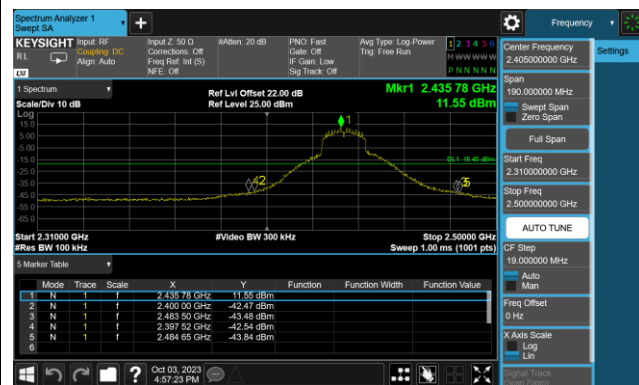 Spectrum Analyzer 1
Swept SA
Frequency
KEYSIGHT
RL
LXI
Input: RF
Coupling: DC
Align: Auto
Input Z: 50 Ω
Corrections: Off
Freq Ref: Int (S)
NFE: Off
#Atten: 20 dB
PNO: Fast
Gate: Off
IF Gain: Low
Sig Track: Off
Avg Type: Log-Power
Trig: Free Run
1 2 3 4 5 6
M W W W W W
P N N N N N
Center Frequency
2.405000000 GHz
Settings
1 Spectrum
Scale/Div 10 dB
Ref Lvl Offset 22.00 dB
Ref Level 25.00 dBm
Mkr1 2.435 78 GHz
11.55 dBm
Log
15.0
5.00
-5.00
-15.0
-25.0
-35.0
-45.0
-55.0
-65.0
1
DL1 -18.45 dBm
42
35
Start 2.31000 GHz
#Res BW 100 kHz
#Video BW 300 kHz
Stop 2.50000 GHz
Sweep 1.00 ms (1001 pts)
Span
190.000000 MHz
Swept Span
Zero Span
Full Span
Start Freq
2.310000000 GHz
Stop Freq
2.500000000 GHz
AUTO TUNE
CF Step
19.000000 MHz
Auto
Man
Freq Offset
0 Hz
X Axis Scale
Log
Lin
Signal Track
(Span Zoom)
5 Marker Table
Mode Trace Scale X Y Function Function Width Function Value
1 N 1 f 2.435 78 GHz 11.55 dBm
2 N 1 f 2.400 00 GHz -42.47 dBm
3 N 1 f 2.483 50 GHz -43.48 dBm
4 N 1 f 2.397 52 GHz -42.54 dBm
5 N 1 f 2.484 65 GHz -43.84 dBm
6
?
Oct 03, 2023
4:57:23 PM